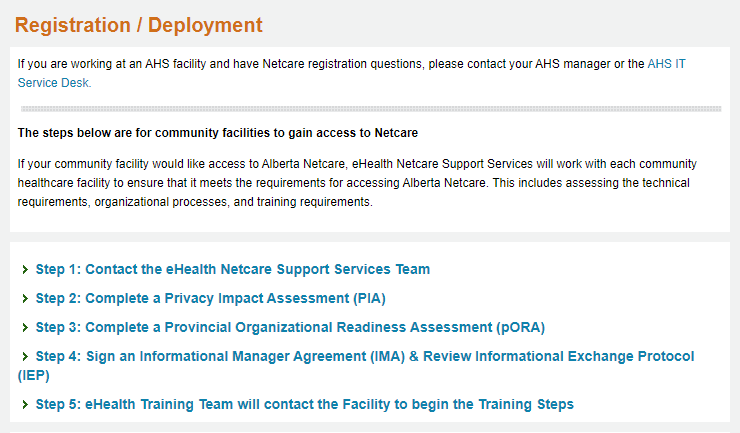 Registration / Deployment
If you are working at an AHS facility and have Netcare registration questions, please contact your AHS manager or the AHS IT
Service Desk.
The steps below are for community facilities to gain access to Netcare
If your community facility would like access to Alberta Netcare, eHealth Netcare Support Services will work with each community
healthcare facility to ensure that it meets the requirements for accessing Alberta Netcare. This includes assessing the technical
requirements, organizational processes, and training requirements.
Step 1: Contact the eHealth Netcare Support Services Team
Step 2: Complete a Privacy Impact Assessment (PIA)
Step 3: Complete a Provincial Organizational Readiness Assessment (pORA)
Step 4: Sign an Informational Manager Agreement (IMA) & Review Informational Exchange Protocol
(IEP)
Step 5: eHealth Training Team will contact the Facility to begin the Training Steps